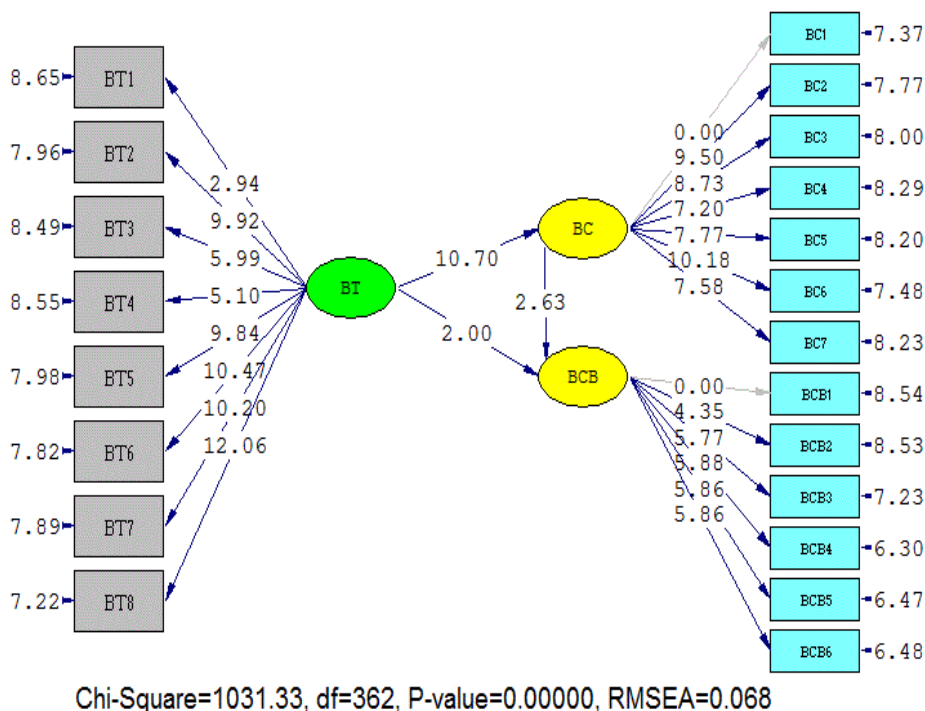 BT1
BT2
BT3
BT4
BT5
BT6
BT7
BT8
8.65
7.96
8.49
8.55
7.98
7.82
7.89
7.22
2.94
9.92
5.99
5.10
9.84
10.47
10.20
12.06
BT
10.70
2.00
2.63
BC
BCB
0.00
9.50
8.73
7.20
7.77
10.18
7.58
0.00
4.35
5.77
5.88
5.86
5.86
BC1
BC2
BC3
BC4
BC5
BC6
BC7
BCB1
BCB2
BCB3
BCB4
BCB5
BCB6
7.37
7.77
8.00
8.29
8.20
7.48
8.23
8.54
8.53
7.23
6.30
6.47
6.48
Chi-Square=1031.33, df=362, P-value=0.00000, RMSEA=0.068